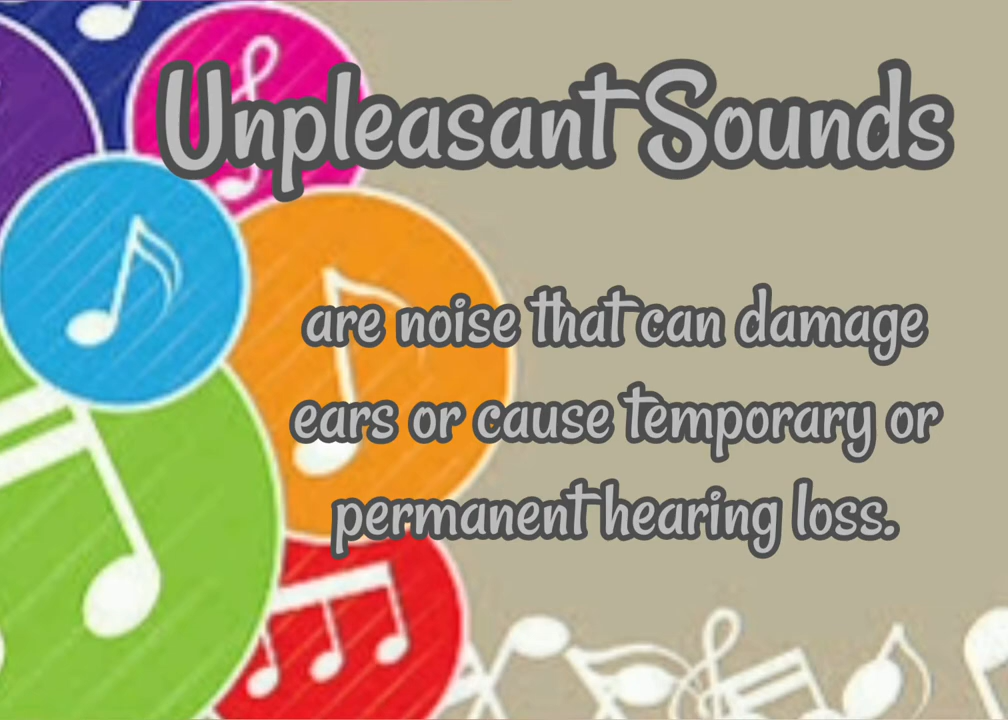 Unpleasant Sounds
are noise that can damage
ears or cause temporary or
permanent hearing loss.